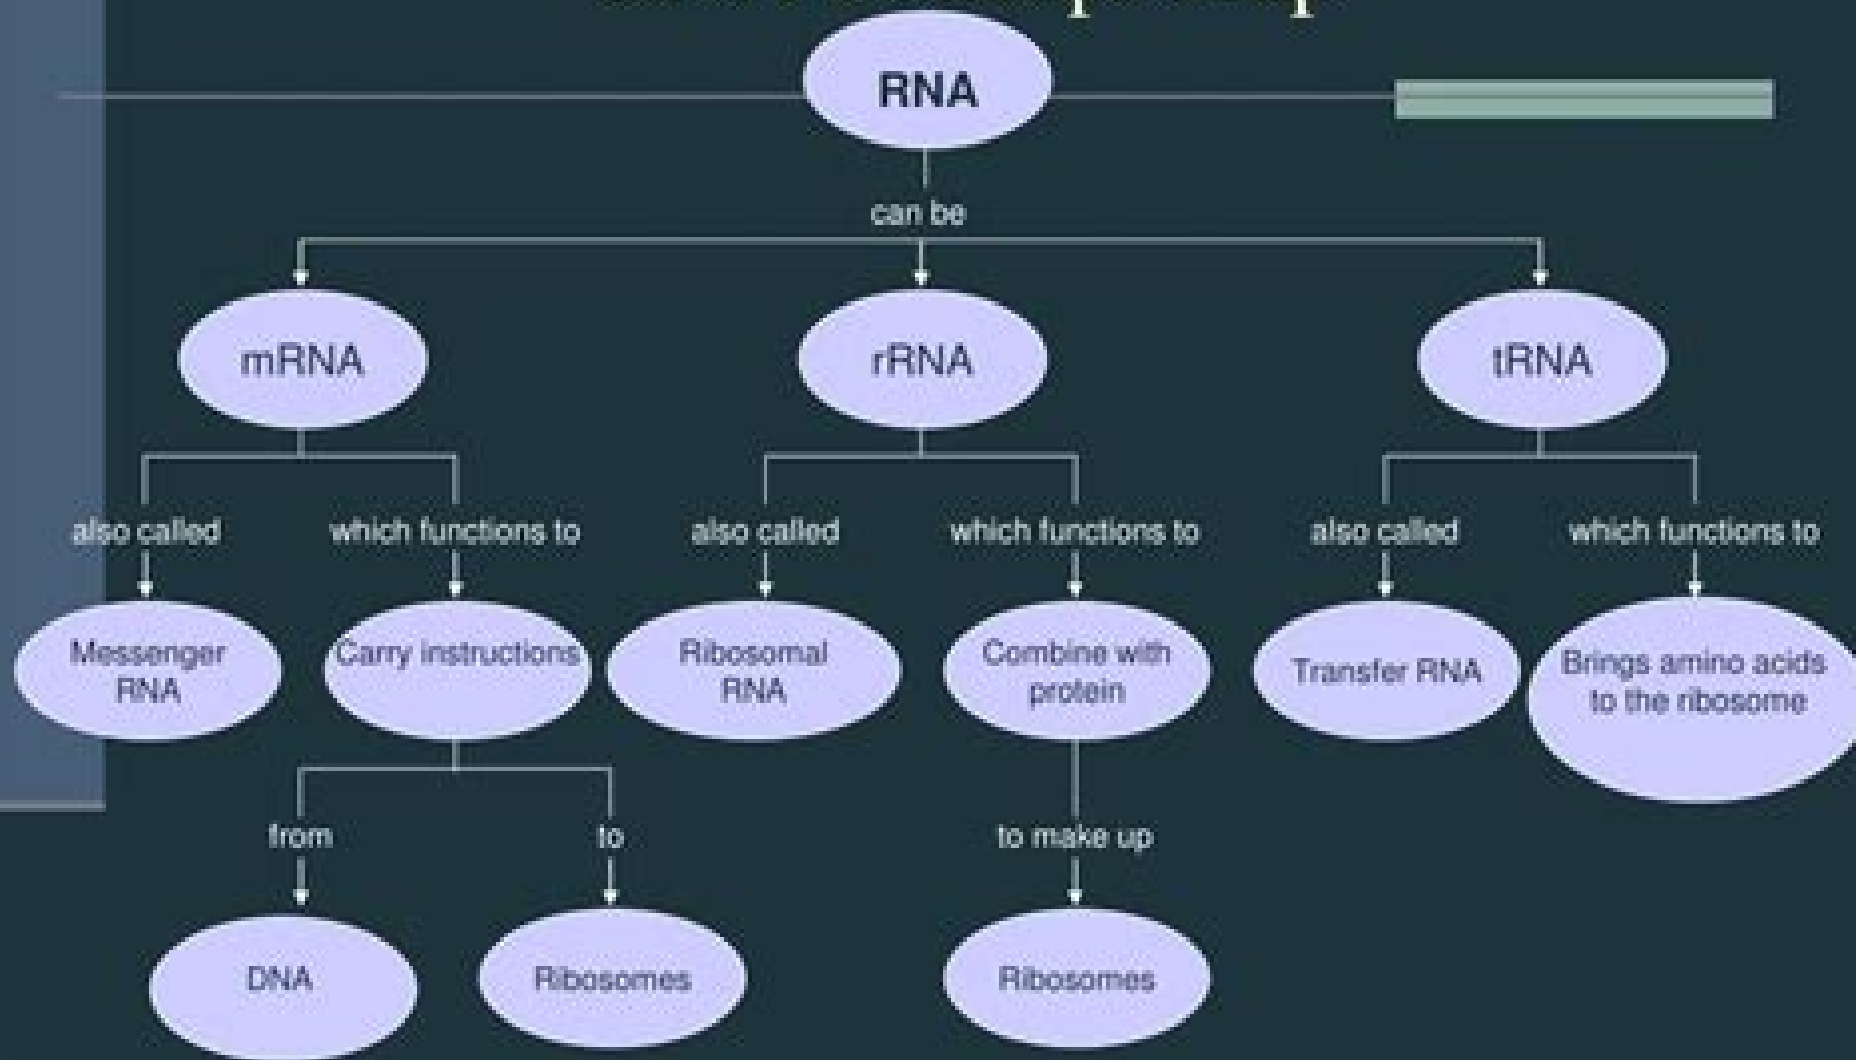 RNA
can be
mRNA
rRNA
tRNA
also called
which functions to
also called
which functions to
also called
which functions to
Messenger
RNA
Carry instructions
Ribosomal
RNA
Combine with
protein
Transfer RNA
Brings amino acids
to the ribosome
from
to
to make up
DNA
Ribosomes
Ribosomes